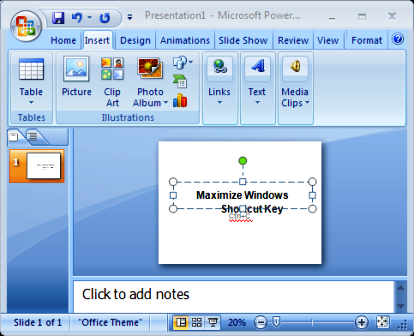 Presentation1 - Microsoft Power...
Home Insert Design Animations Slide Show Review View Format
Table Picture Clip Art Photo Album Links Text Media Clips
Tables Illustrations
1
Maximize Windows
Shortcut Key
Ctrl+C
Click to add notes
Slide 1 of 1 "Office Theme" 20%